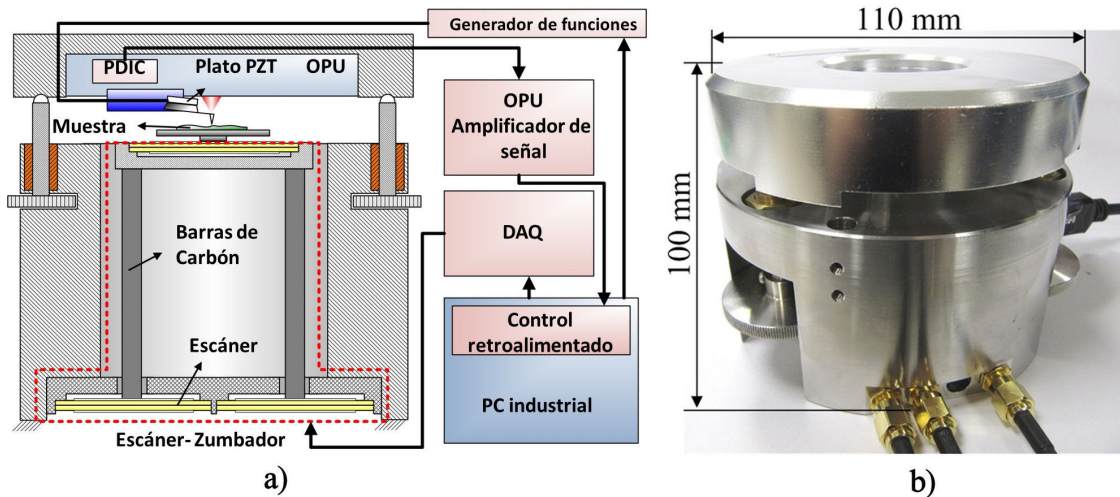 Generador de funciones
PDIC
Plato PZT
OPU
Muestra
OPU
Amplificador de
señal
Barras de
Carbón
DAQ
Escáner
Control
retroalimentado
PC industrial
Escáner- Zumbador
a)
110 mm
100 mm
b)